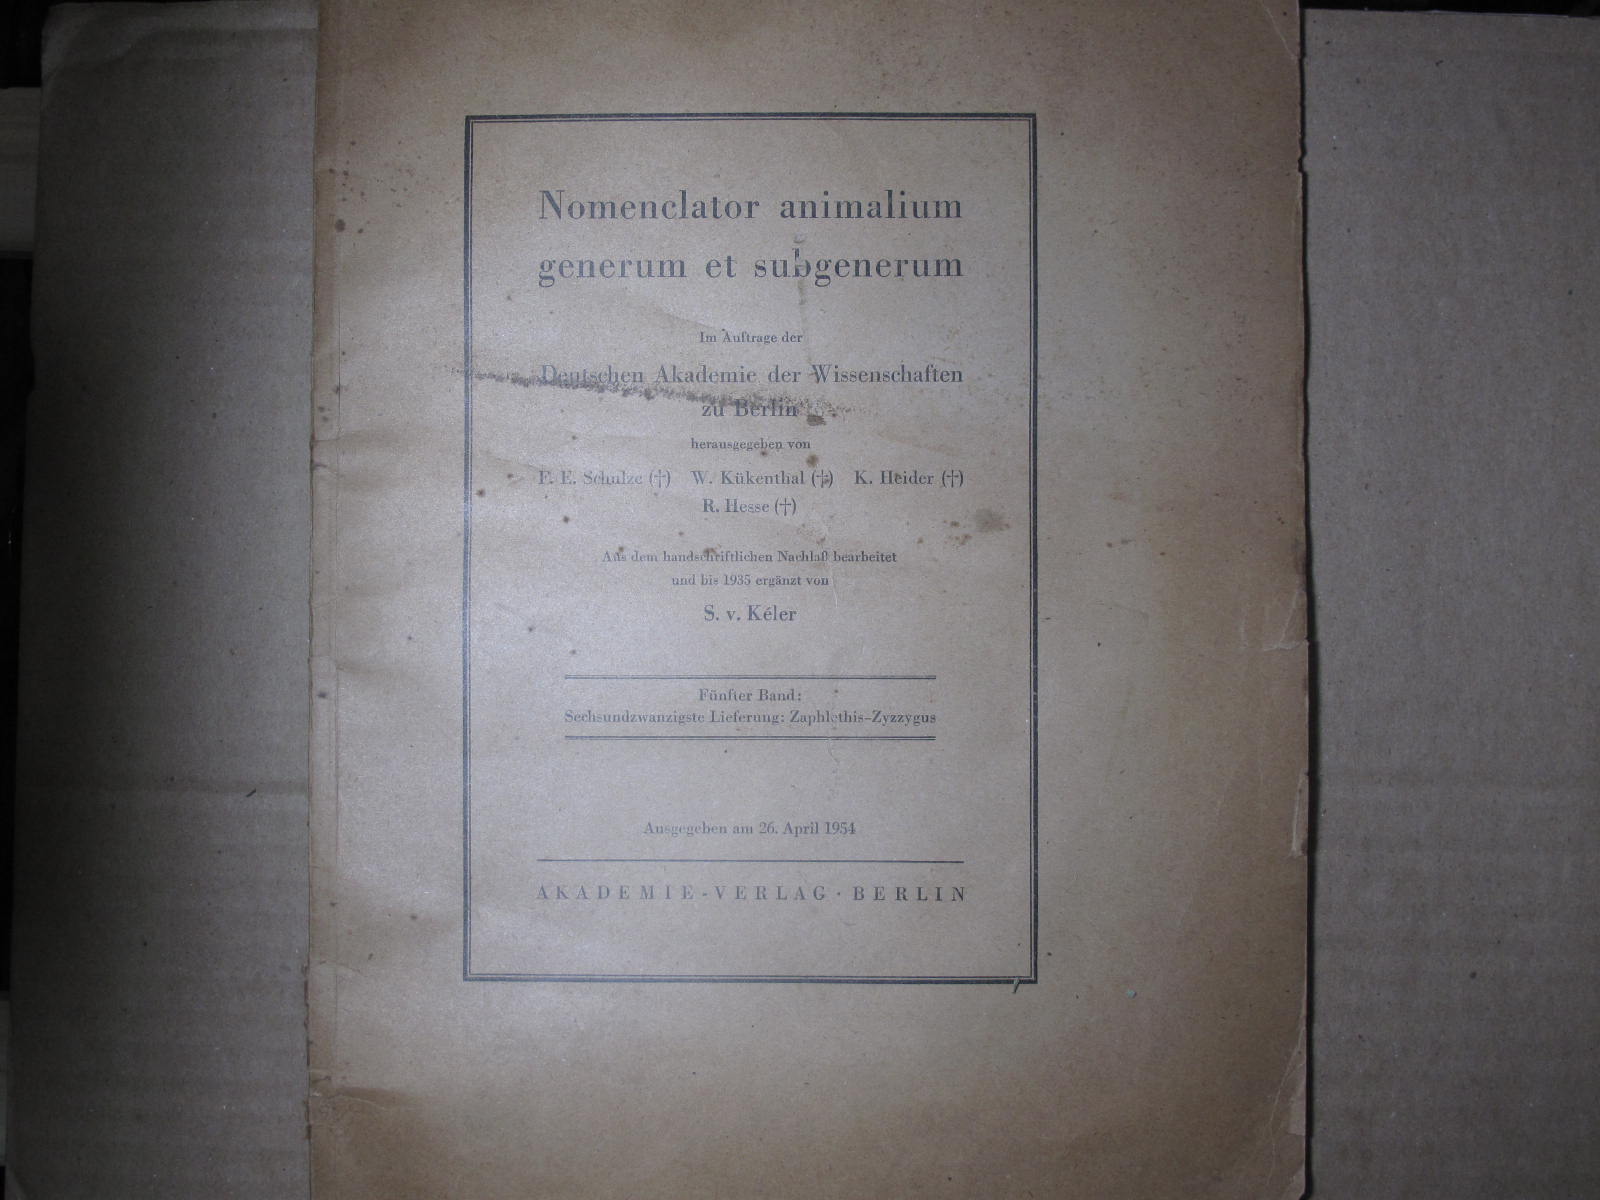 Nomenclator animalium
generum et subgenerum
Im Auftrage der
Deutschen Akademie der Wissenschaften
zu Berlin
herausgegeben von
F. E. Schulze (†) W. Kükenthal (†) K. Heider (†)
R. Hesse (†)
Aus dem handschriftlichen Nachlaß bearbeitet
und bis 1935 ergänzt von
S. v. Kéler
Fünfter Band:
Sechsundzwanzigste Lieferung: Zaphlethis–Zyzzygus
Ausgegeben am 26. April 1954
AKADEMIE-VERLAG · BERLIN